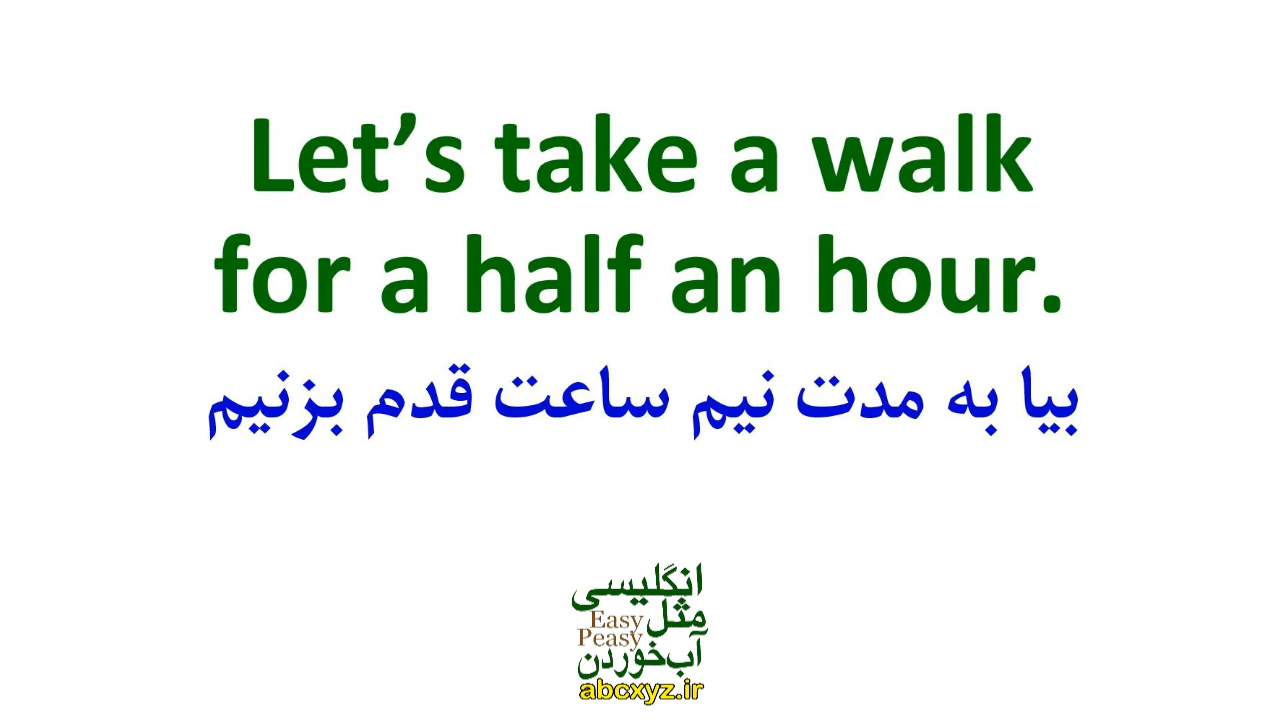 Let’s take a walk
for a half an hour.
بیا به مدت نیم ساعت قدم بزنیم
انگلیسی
مثل
Easy
Peasy
آب‌خوردن
abcxyz.ir